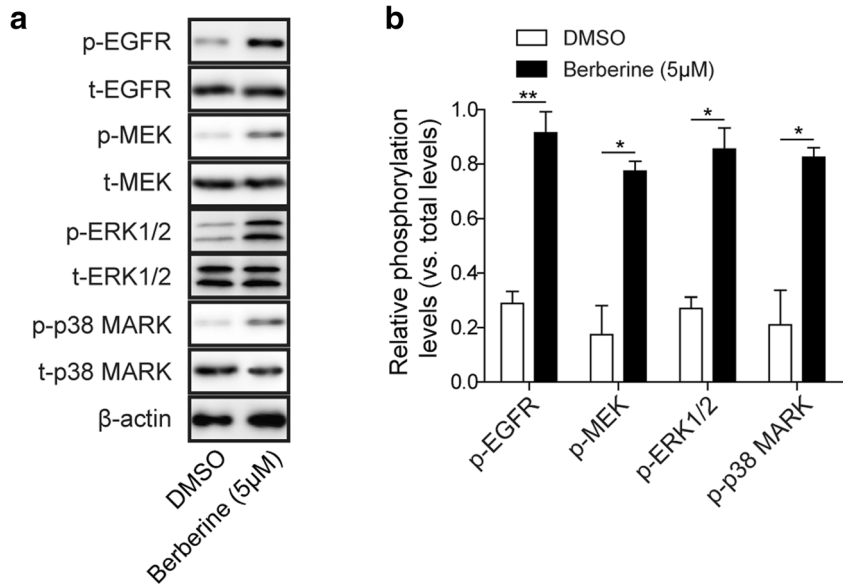 a
p-EGFR
t-EGFR
p-MEK
t-MEK
p-ERK1/2
t-ERK1/2
p-p38 MARK
t-p38 MARK
β-actin
DMSO
Berberine (5μM)
b
DMSO
Berberine (5μM)
Relative phosphorylation
levels (vs. total levels)
1.0
0.8
0.6
0.4
0.2
0.0
**
*
*
*
p-EGFR
p-MEK
p-ERK1/2
p-p38 MARK